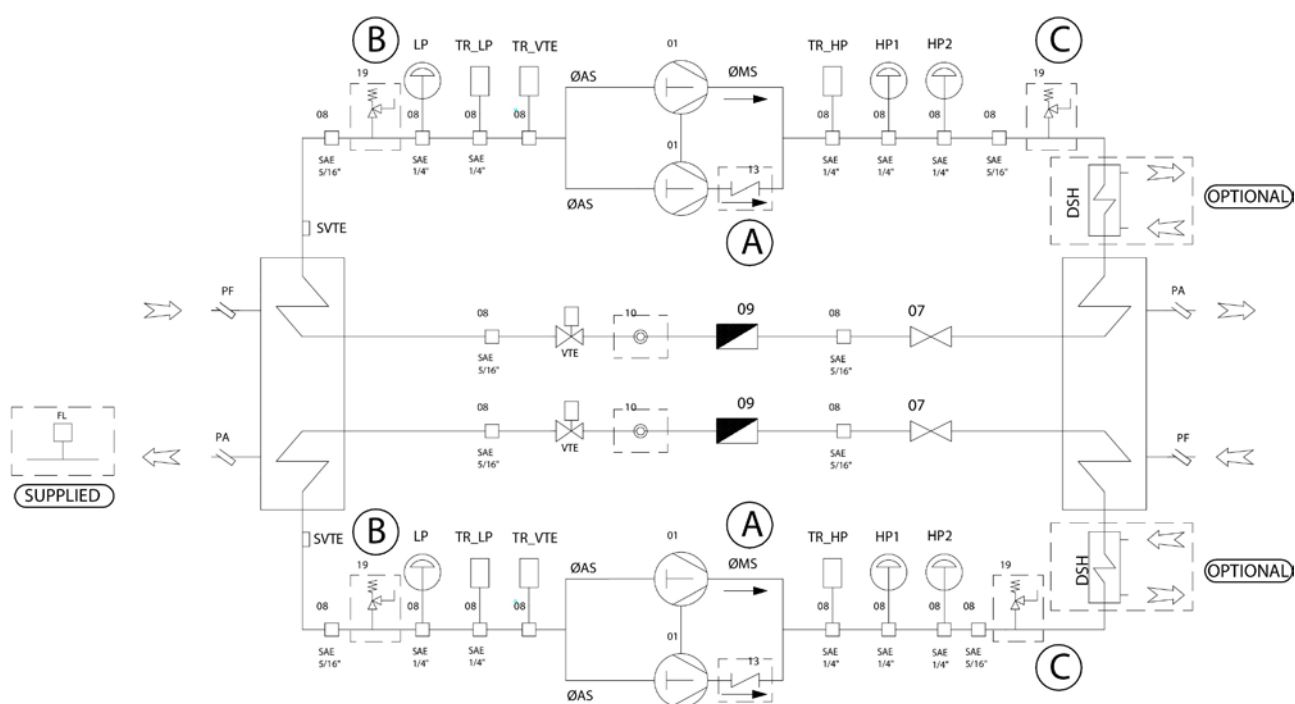 B
C
LP
TR_LP
TR_VTE
01
TR_HP
HP1
HP2
19
ØAS
ØMS
19
08
08
08
08
08
08
08
08
SAE
5/16"
SAE
1/4"
SAE
1/4"
01
13
SAE
1/4"
SAE
1/4"
SAE
1/4"
SAE
5/16"
ØAS
DSH
OPTIONAL
SVTE
A
PF
PA
08
10
09
08
07
SAE
5/16"
VTE
SAE
5/16"
FL
08
10
09
08
07
PA
PF
SAE
5/16"
VTE
SAE
5/16"
SUPPLIED
B
A
SVTE
LP
TR_LP
TR_VTE
01
TR_HP
HP1
HP2
DSH
OPTIONAL
19
ØAS
ØMS
19
08
08
08
08
08
08
08
08
SAE
5/16"
SAE
1/4"
SAE
1/4"
01
13
SAE
1/4"
SAE
1/4"
SAE
1/4"
SAE
5/16"
C
ØAS